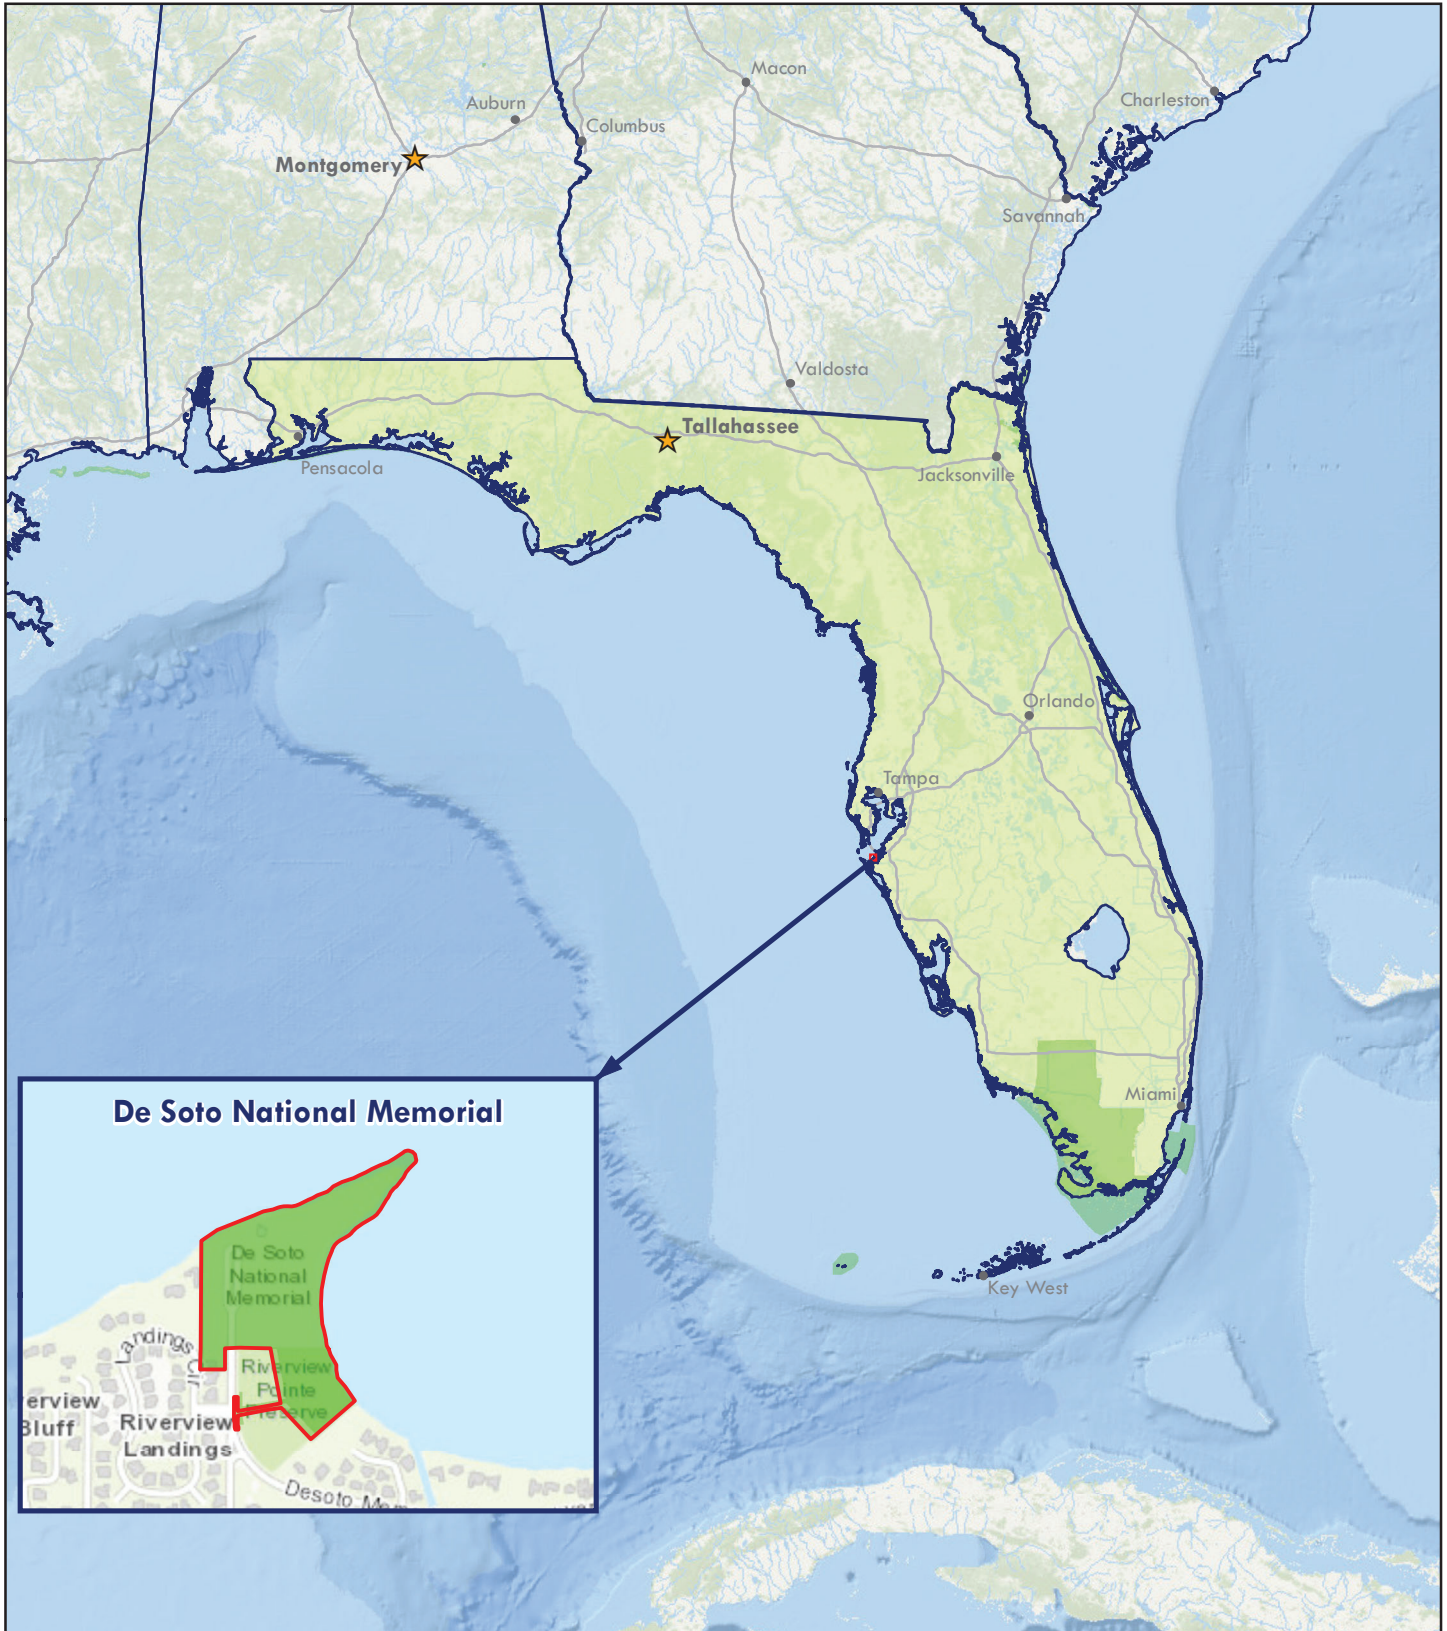 Macon
Auburn
Charleston
Columbus
Montgomery
Savannah
Valdosta
Tallahassee
Pensacola
Jacksonville
Orlando
Tampa
Miami
Key West
De Soto National Memorial
De Soto
National
Memorial
Landings Cir
Riverview
Pointe
Preserve
erview
Bluff
Riverview
Landings
Desoto Mem